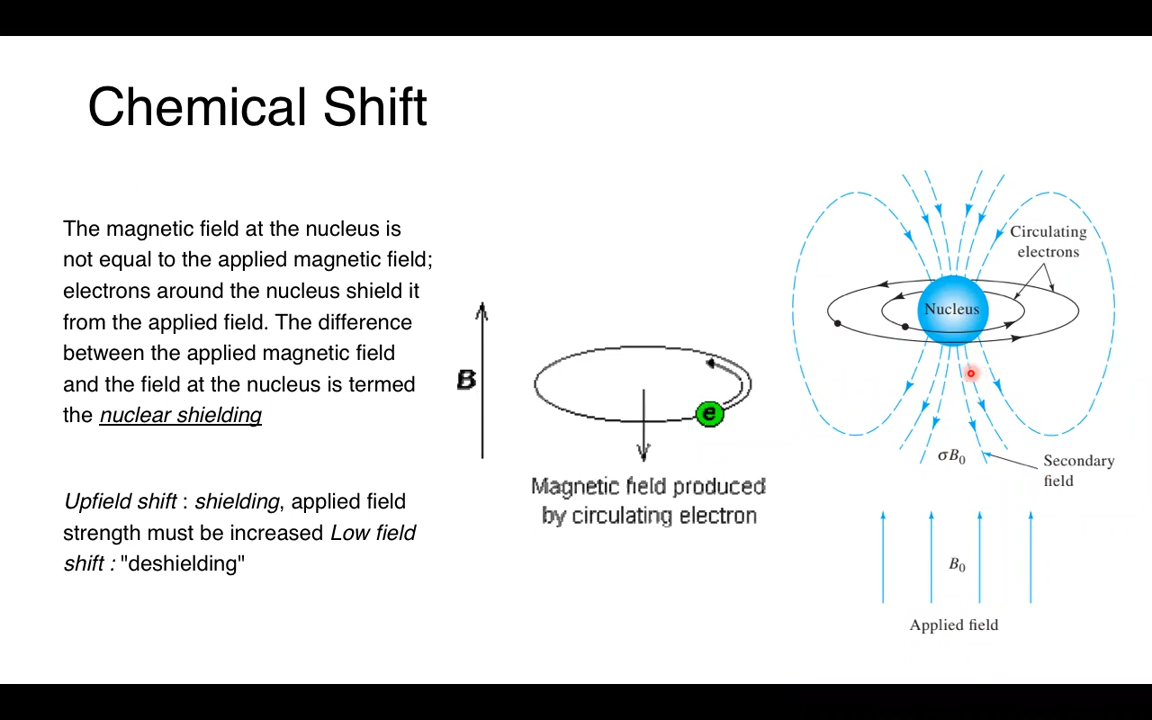 Chemical Shift
The magnetic field at the nucleus is
not equal to the applied magnetic field;
electrons around the nucleus shield it
from the applied field. The difference
between the applied magnetic field
and the field at the nucleus is termed
the nuclear shielding
Upfield shift : shielding, applied field
strength must be increased Low field
shift : "deshielding"
B
e
Magnetic field produced
by circulating electron
Circulating
electrons
Nucleus
σB₀
Secondary
field
B₀
Applied field